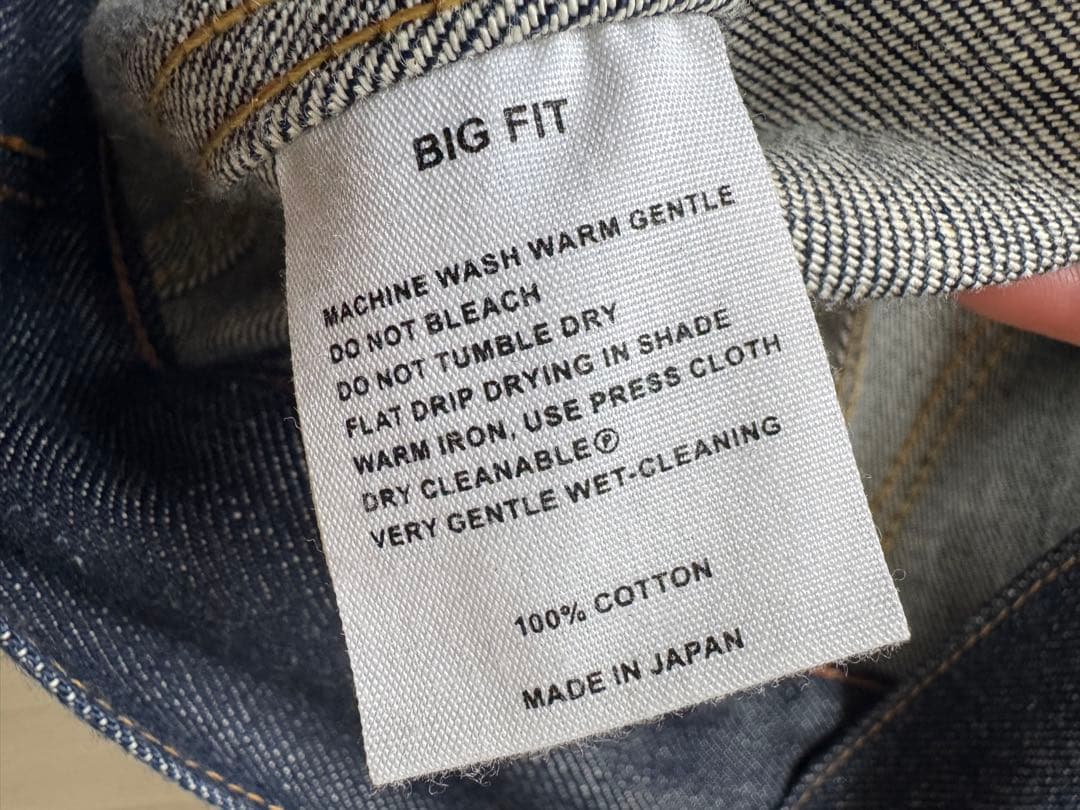 BIG FIT
MACHINE WASH WARM GENTLE
DO NOT BLEACH
DO NOT TUMBLE DRY
FLAT DRIP DRYING IN SHADE
WARM IRON, USE PRESS CLOTH
DRY CLEANABLE Ⓟ
VERY GENTLE WET-CLEANING
100% COTTON
MADE IN JAPAN